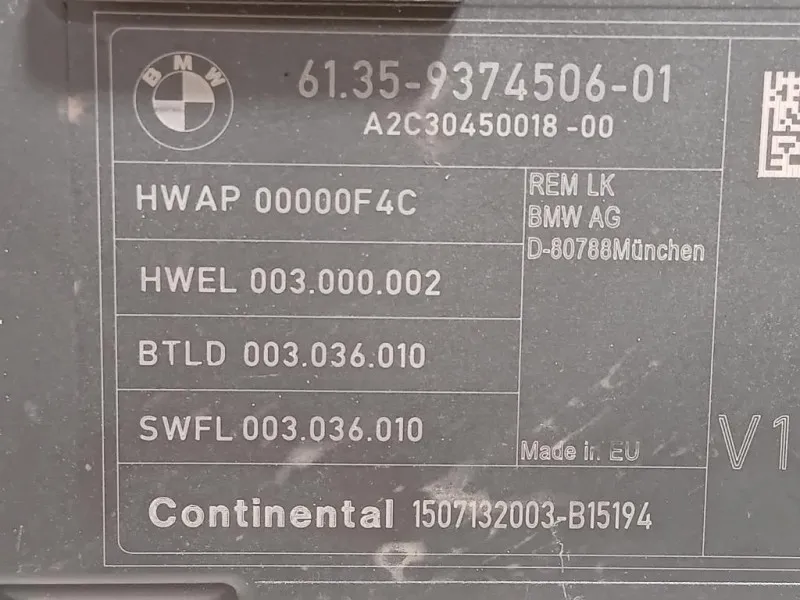 BMW
61.35-9374506-01
A2C30450018-00
HWAP 00000F4C
REM LK
BMW AG
D-80788München
HWEL 003.000.002
BTLD 003.036.010
SWFL 003.036.010
Made in EU
V1
Continental 1507132003-B15194